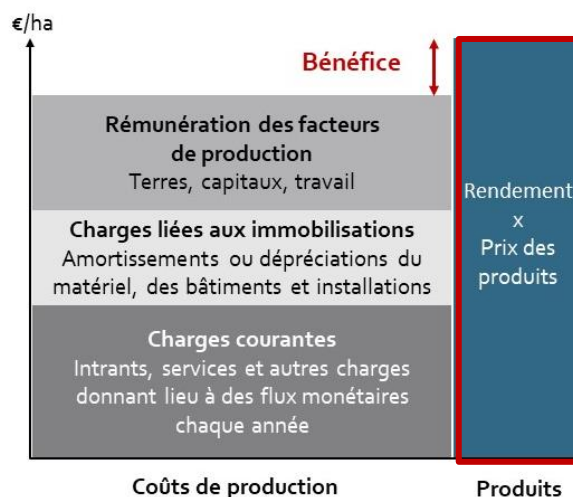 €/ha
Bénéfice
Rémunération des facteurs
de production
Terres, capitaux, travail
Charges liées aux immobilisations
Amortissements ou dépréciations du
matériel, des bâtiments et installations
Charges courantes
Intrants, services et autres charges
donnant lieu à des flux monétaires
chaque année
Rendement
x
Prix des
produits
Coûts de production
Produits